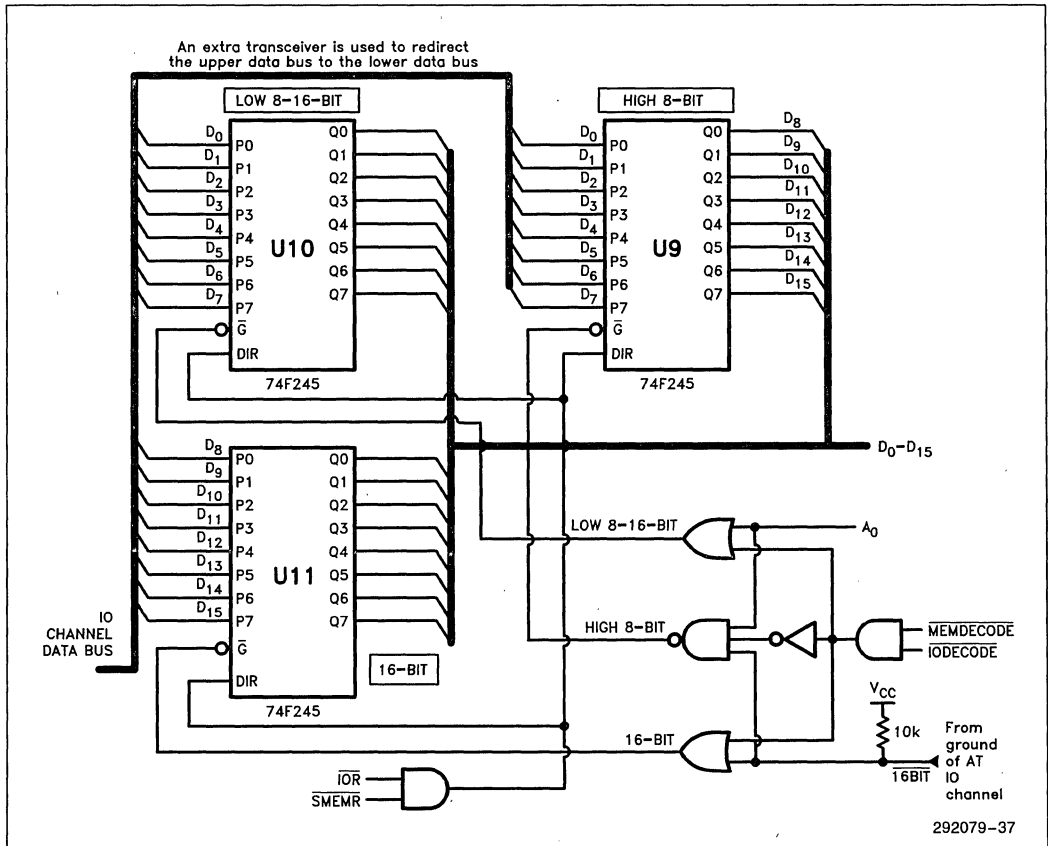 An extra transceiver is used to redirect
the upper data bus to the lower data bus
LOW 8-16-BIT
D0 P0 Q0
D1 P1 Q1
D2 P2 Q2
D3 P3 Q3
D4 P4 Q4
D5 P5 Q5
D6 P6 Q6
D7 P7 Q7
U10
G̅
DIR
74F245
HIGH 8-BIT
D0 P0 Q0 D8
D1 P1 Q1 D9
D2 P2 Q2 D10
D3 P3 Q3 D11
D4 P4 Q4 D12
D5 P5 Q5 D13
D6 P6 Q6 D14
D7 P7 Q7 D15
U9
G̅
DIR
74F245
D8 P0 Q0
D9 P1 Q1
D10 P2 Q2
D11 P3 Q3
D12 P4 Q4
D13 P5 Q5
D14 P6 Q6
D15 P7 Q7
U11
G̅
DIR
74F245
16-BIT
IO
CHANNEL
DATA BUS
D0-D15
LOW 8-16-BIT
A0
HIGH 8-BIT
M̅E̅M̅D̅E̅C̅O̅D̅E̅
I̅O̅D̅E̅C̅O̅D̅E̅
16-BIT
VCC
10k
1̅6̅B̅I̅T̅
From
ground
of AT
IO
channel
I̅O̅R̅
S̅M̅E̅M̅R̅
292079-37